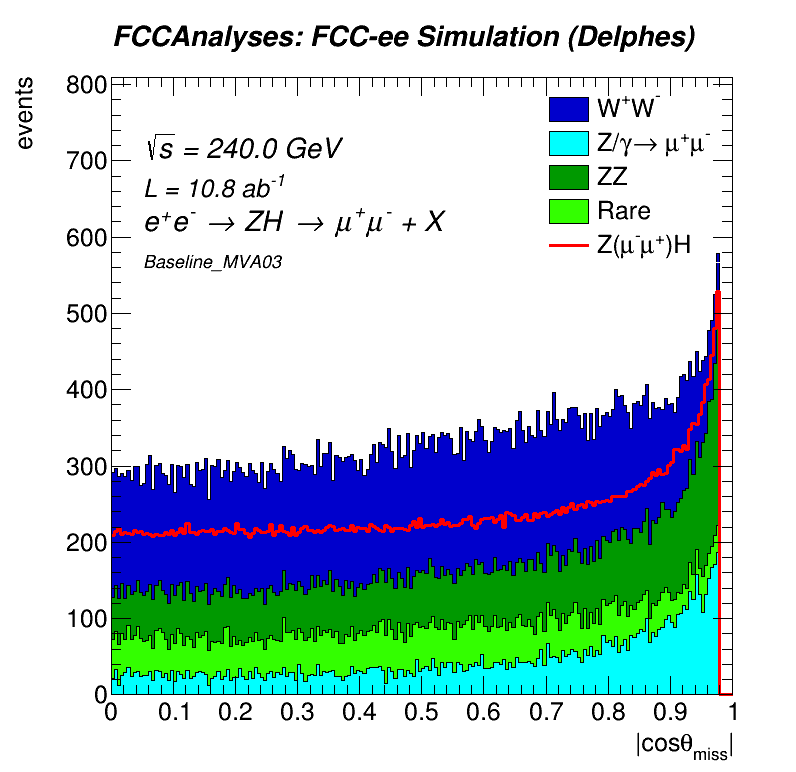 FCCAnalyses: FCC-ee Simulation (Delphes)
events
800
700
600
500
400
300
200
100
0
√s = 240.0 GeV
L = 10.8 ab⁻¹
e⁺e⁻ → ZH → μ⁺μ⁻ + X
Baseline_MVA03
W⁺W⁻
Z/γ→ μ⁺μ⁻
ZZ
Rare
Z(μ⁻μ⁺)H
0 0.1 0.2 0.3 0.4 0.5 0.6 0.7 0.8 0.9 1
|cosθ_miss|